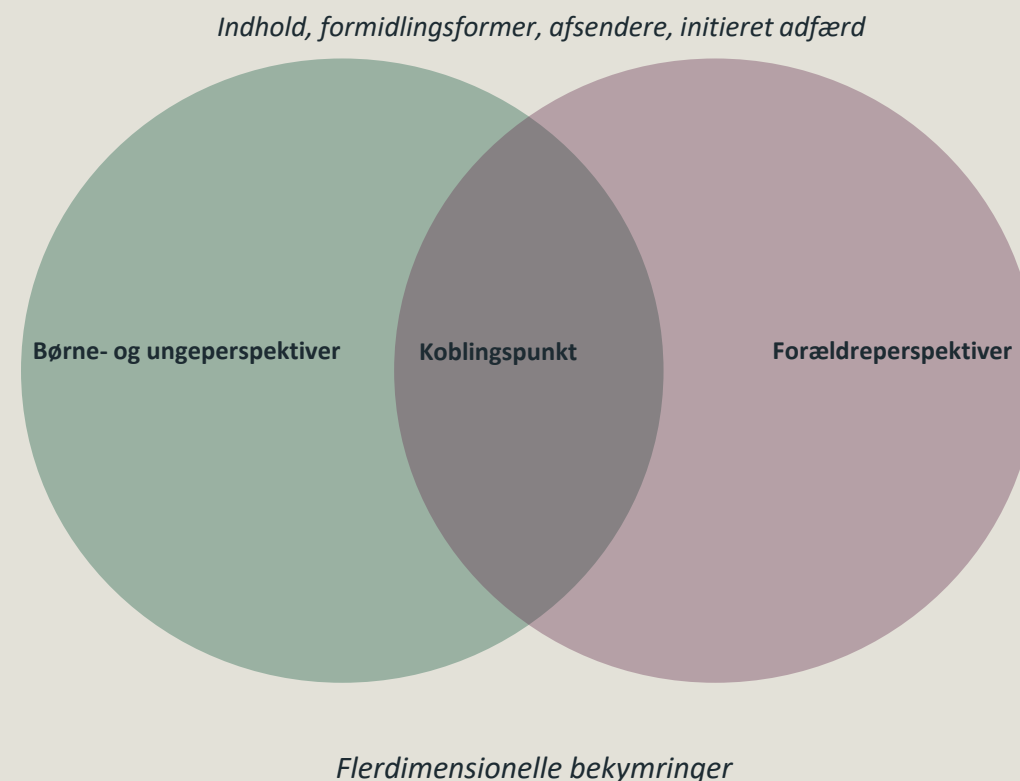 Indhold, formidlingsformer, afsendere, initieret adfærd
Børne- og ungeperspektiver
Koblingspunkt
Forældreperspektiver
Flerdimensionelle bekymringer